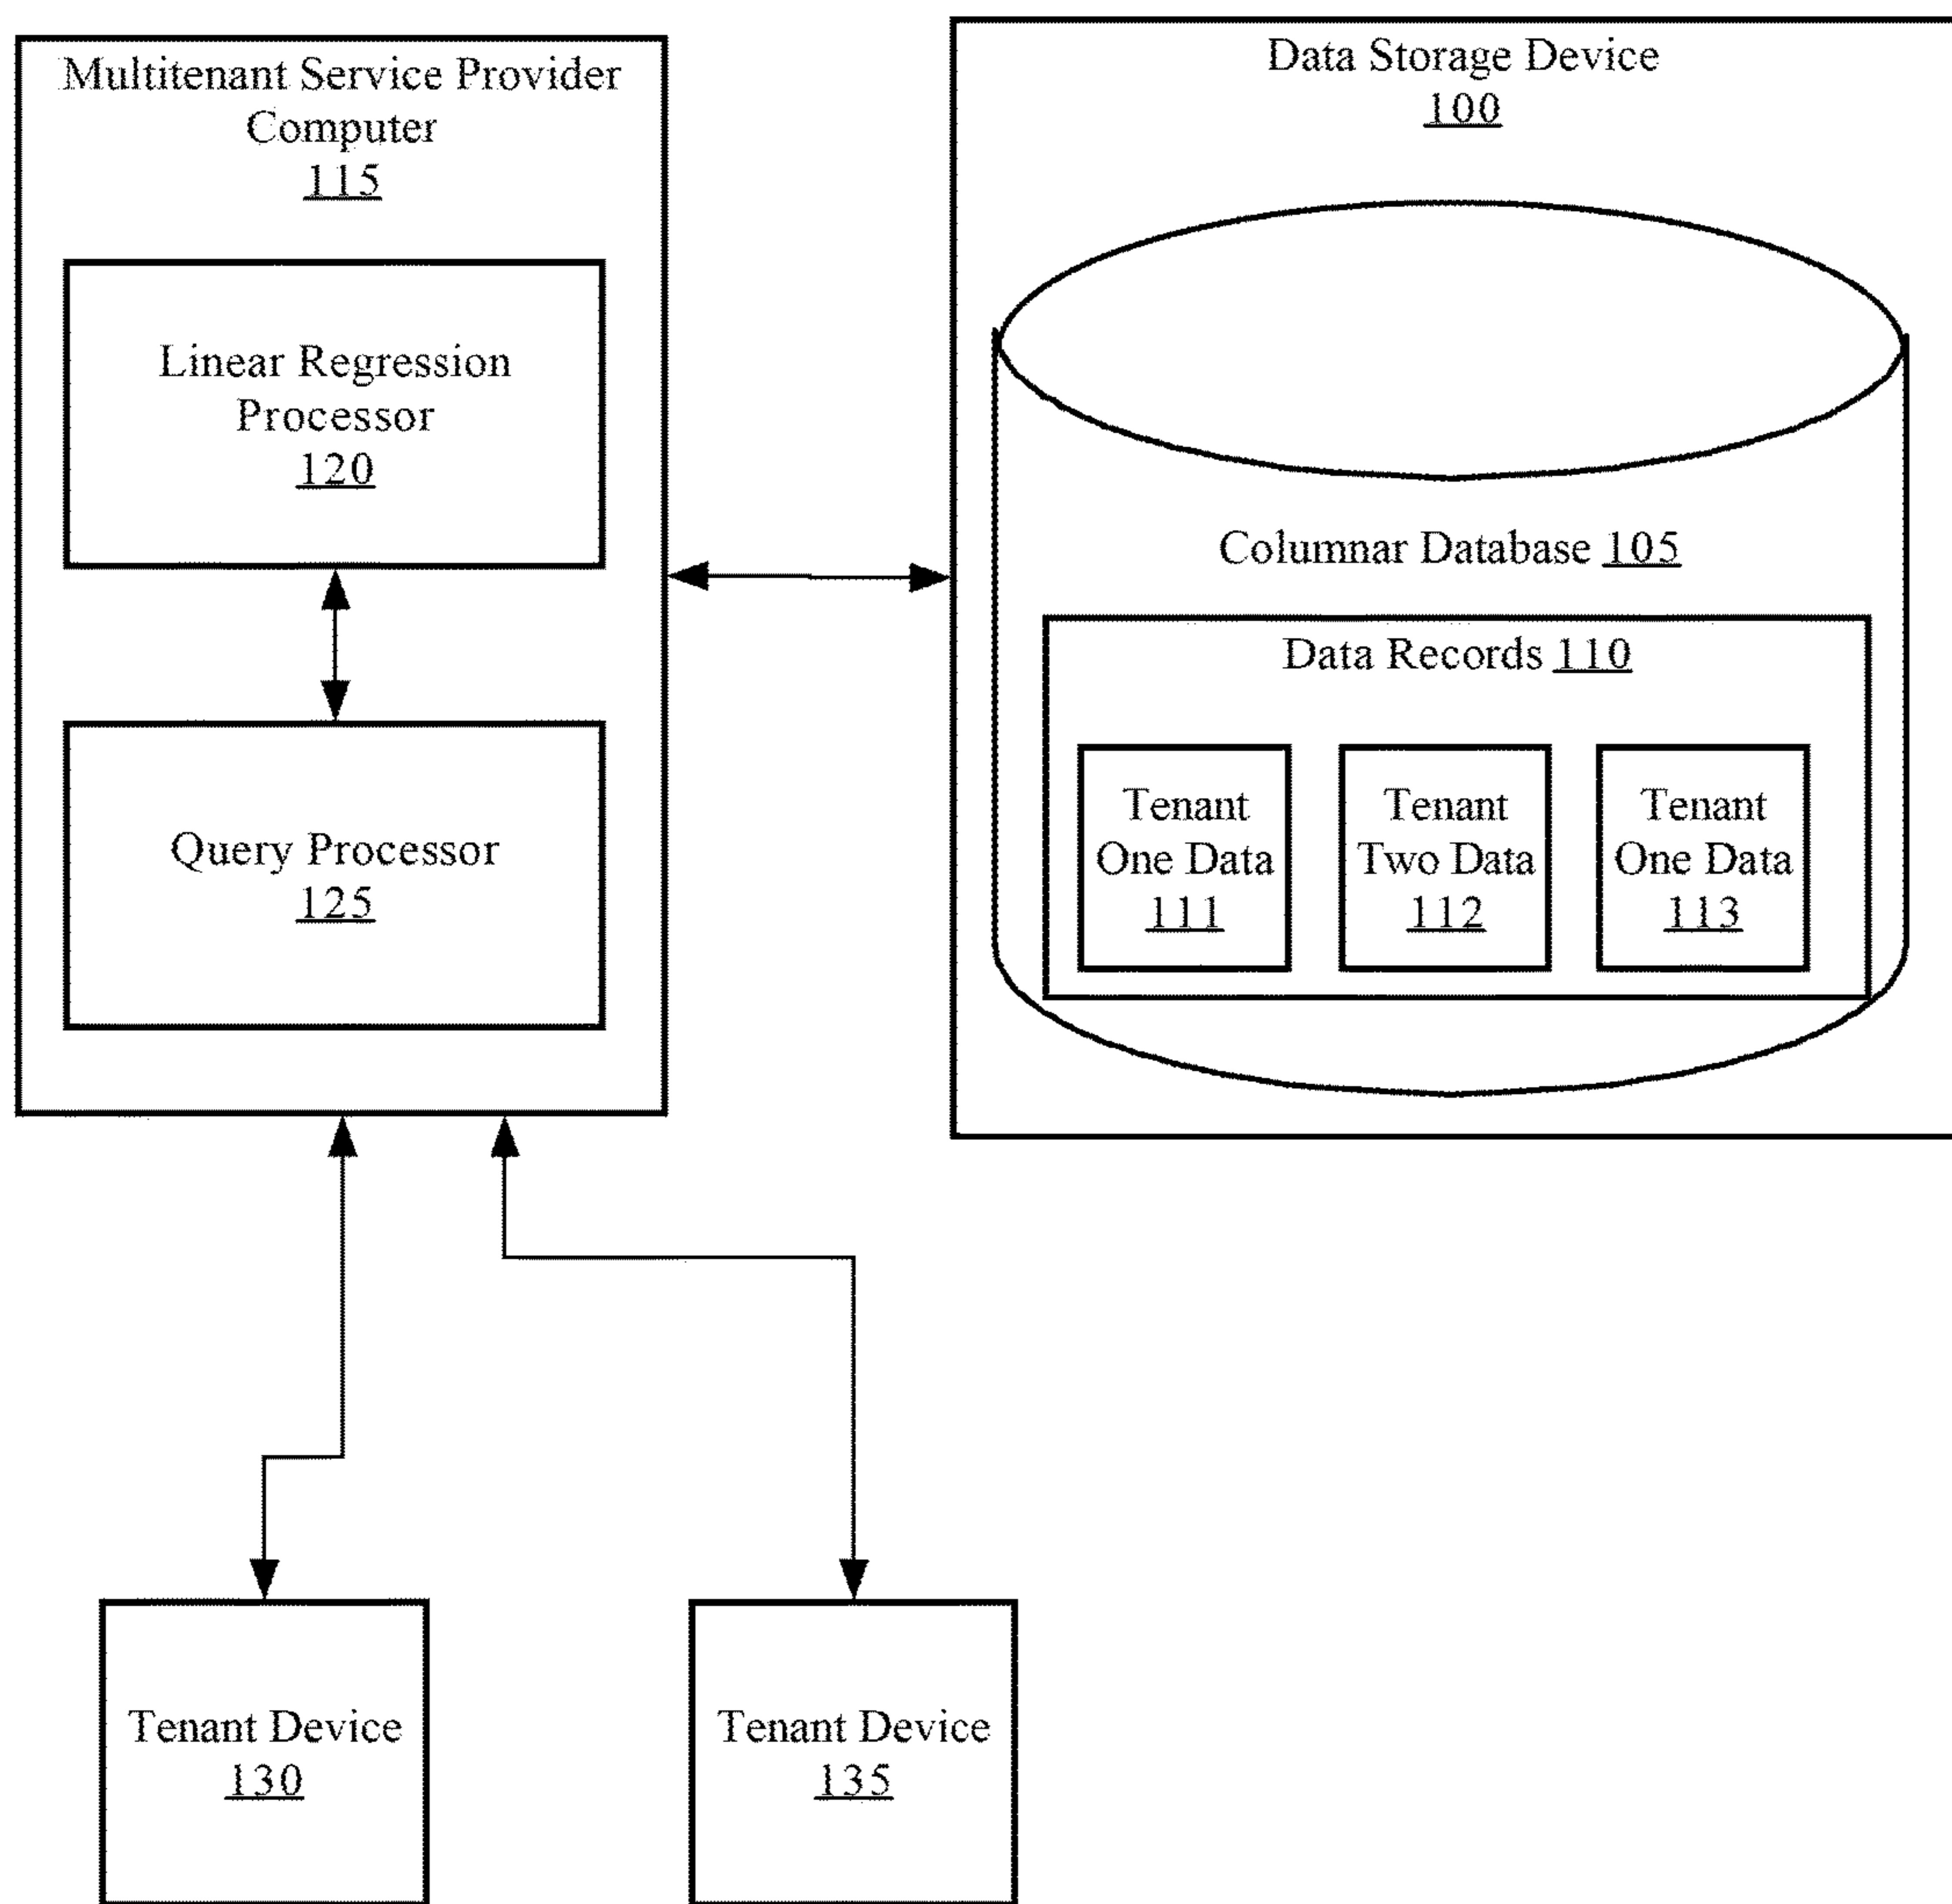 Multitenant Service Provider
Computer
115
Linear Regression
Processor
120
Query Processor
125
Data Storage Device
100
Columnar Database 105
Data Records 110
Tenant
One Data
111
Tenant
Two Data
112
Tenant
One Data
113
Tenant Device
130
Tenant Device
135